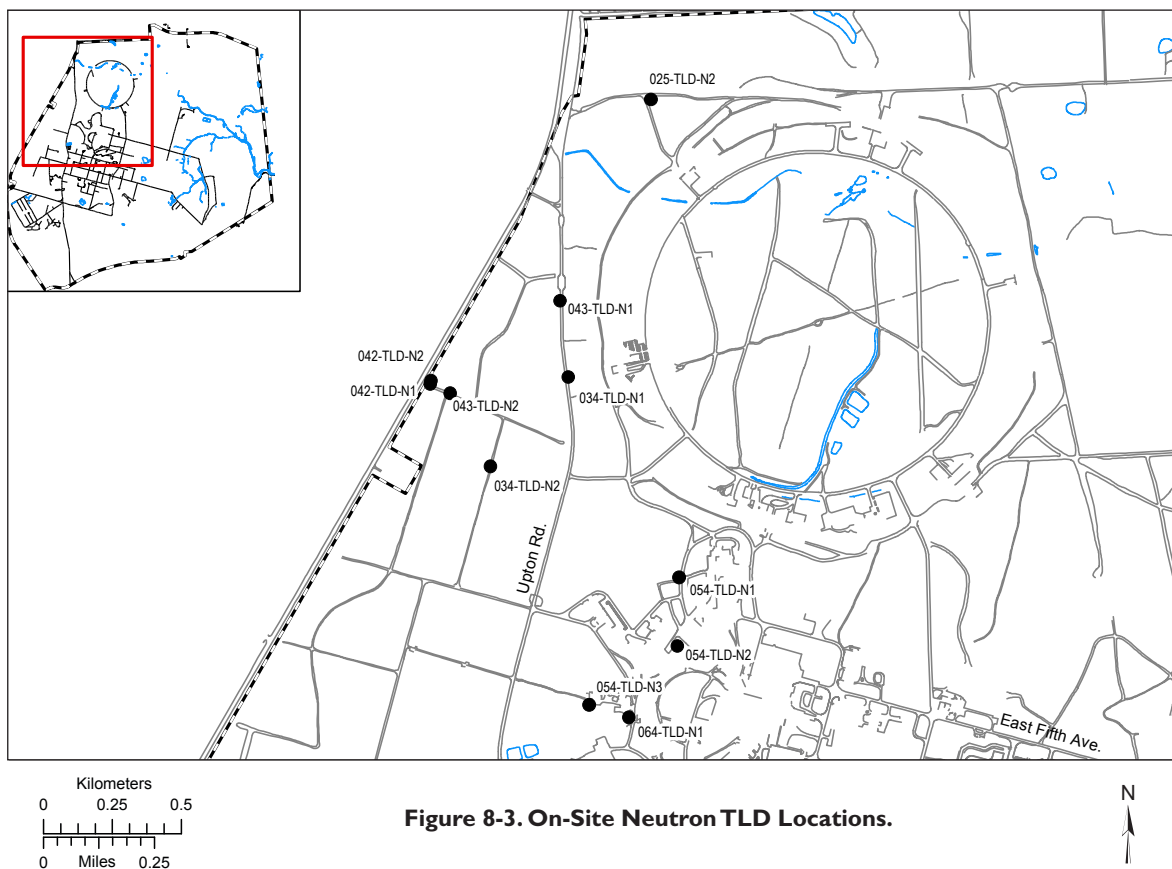 025-TLD-N2
043-TLD-N1
042-TLD-N2
042-TLD-N1
043-TLD-N2
034-TLD-N1
034-TLD-N2
Upton Rd.
054-TLD-N1
054-TLD-N2
054-TLD-N3
064-TLD-N1
East Fifth Ave.
Kilometers
0 0.25 0.5
0 Miles 0.25
Figure 8-3. On-Site Neutron TLD Locations.
N